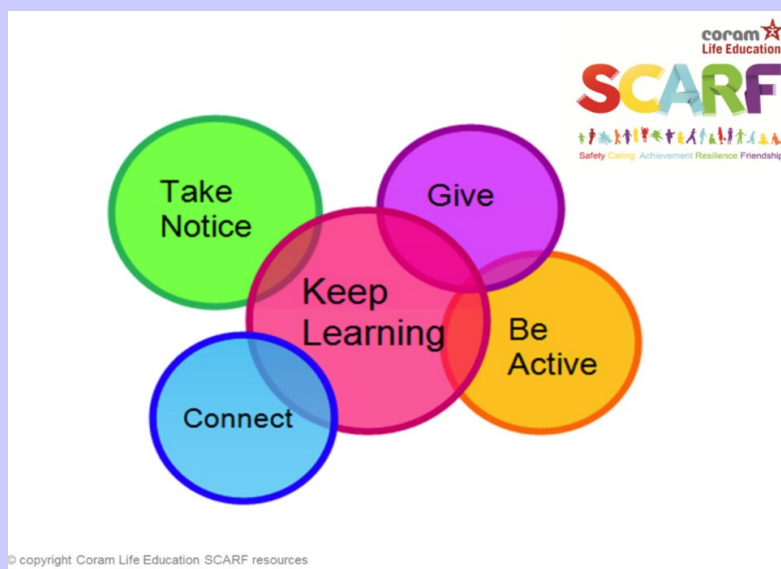 coram
Life Education
SCARF
Safety Caring Achievement Resilience Friendship
Take
Notice
Give
Keep
Learning
Be
Active
Connect
© copyright Coram Life Education SCARF resources